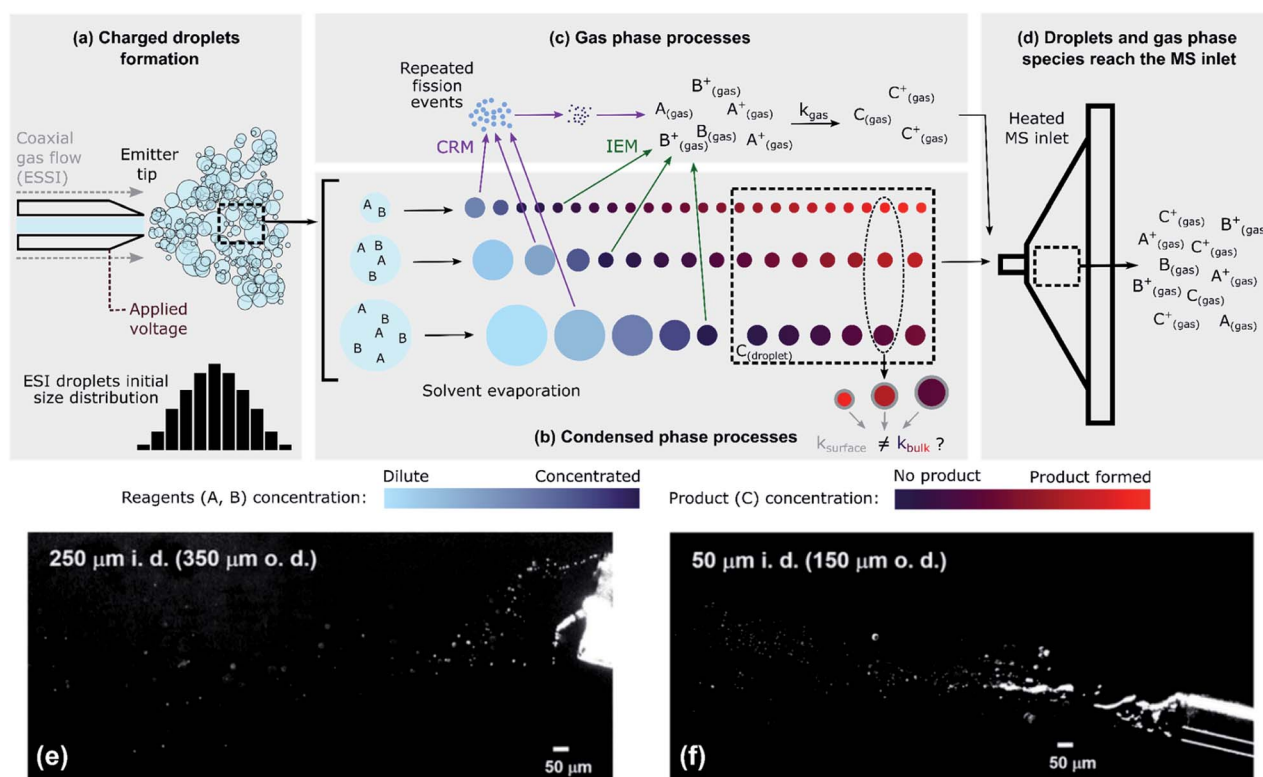 (a) Charged droplets
formation
Coaxial
gas flow
(ESSI)
Emitter
tip
Applied
voltage
ESI droplets initial
size distribution
(c) Gas phase processes
Repeated
fission
events
CRM
IEM
B⁺(gas)
A(gas)
A⁺(gas)
B⁺(gas)
B(gas)
A⁺(gas)
kgas
C⁺(gas)
C(gas)
C⁺(gas)
A
B
A
B
A
B
A
B
A
B
B
A
Solvent evaporation
C(droplet)
(b) Condensed phase processes
ksurface ≠ kbulk ?
(d) Droplets and gas phase
species reach the MS inlet
Heated
MS inlet
C⁺(gas)
B⁺(gas)
A⁺(gas)
C⁺(gas)
B(gas)
A⁺(gas)
B⁺(gas)
C(gas)
C⁺(gas)
A(gas)
Dilute
Concentrated
Reagents (A, B) concentration:
No product
Product formed
Product (C) concentration:
250 μm i. d. (350 μm o. d.)
(e)
50 μm
50 μm i. d. (150 μm o. d.)
(f)
50 μm